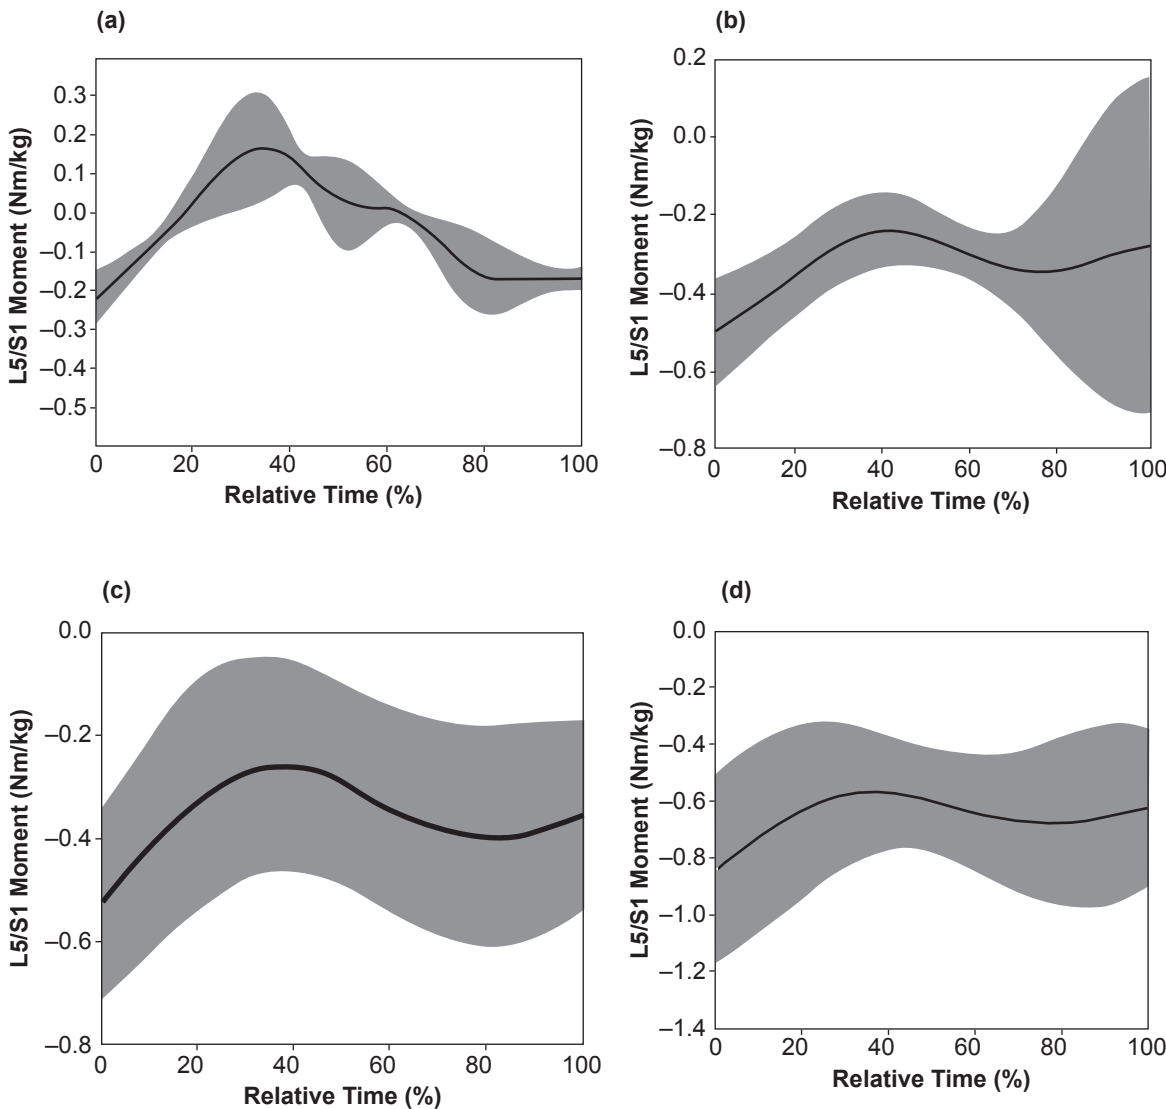 (a)
0.3
0.2
0.1
0.0
–0.1
–0.2
–0.3
–0.4
–0.5
L5/S1 Moment (Nm/kg)
0 20 40 60 80 100
Relative Time (%)
(b)
0.2
0.0
–0.2
–0.4
–0.6
–0.8
L5/S1 Moment (Nm/kg)
0 20 40 60 80 100
Relative Time (%)
(c)
0.0
–0.2
–0.4
–0.6
–0.8
L5/S1 Moment (Nm/kg)
0 20 40 60 80 100
Relative Time (%)
(d)
0.0
–0.2
–0.4
–0.6
–0.8
–1.0
–1.2
–1.4
L5/S1 Moment (Nm/kg)
0 20 40 60 80 100
Relative Time (%)